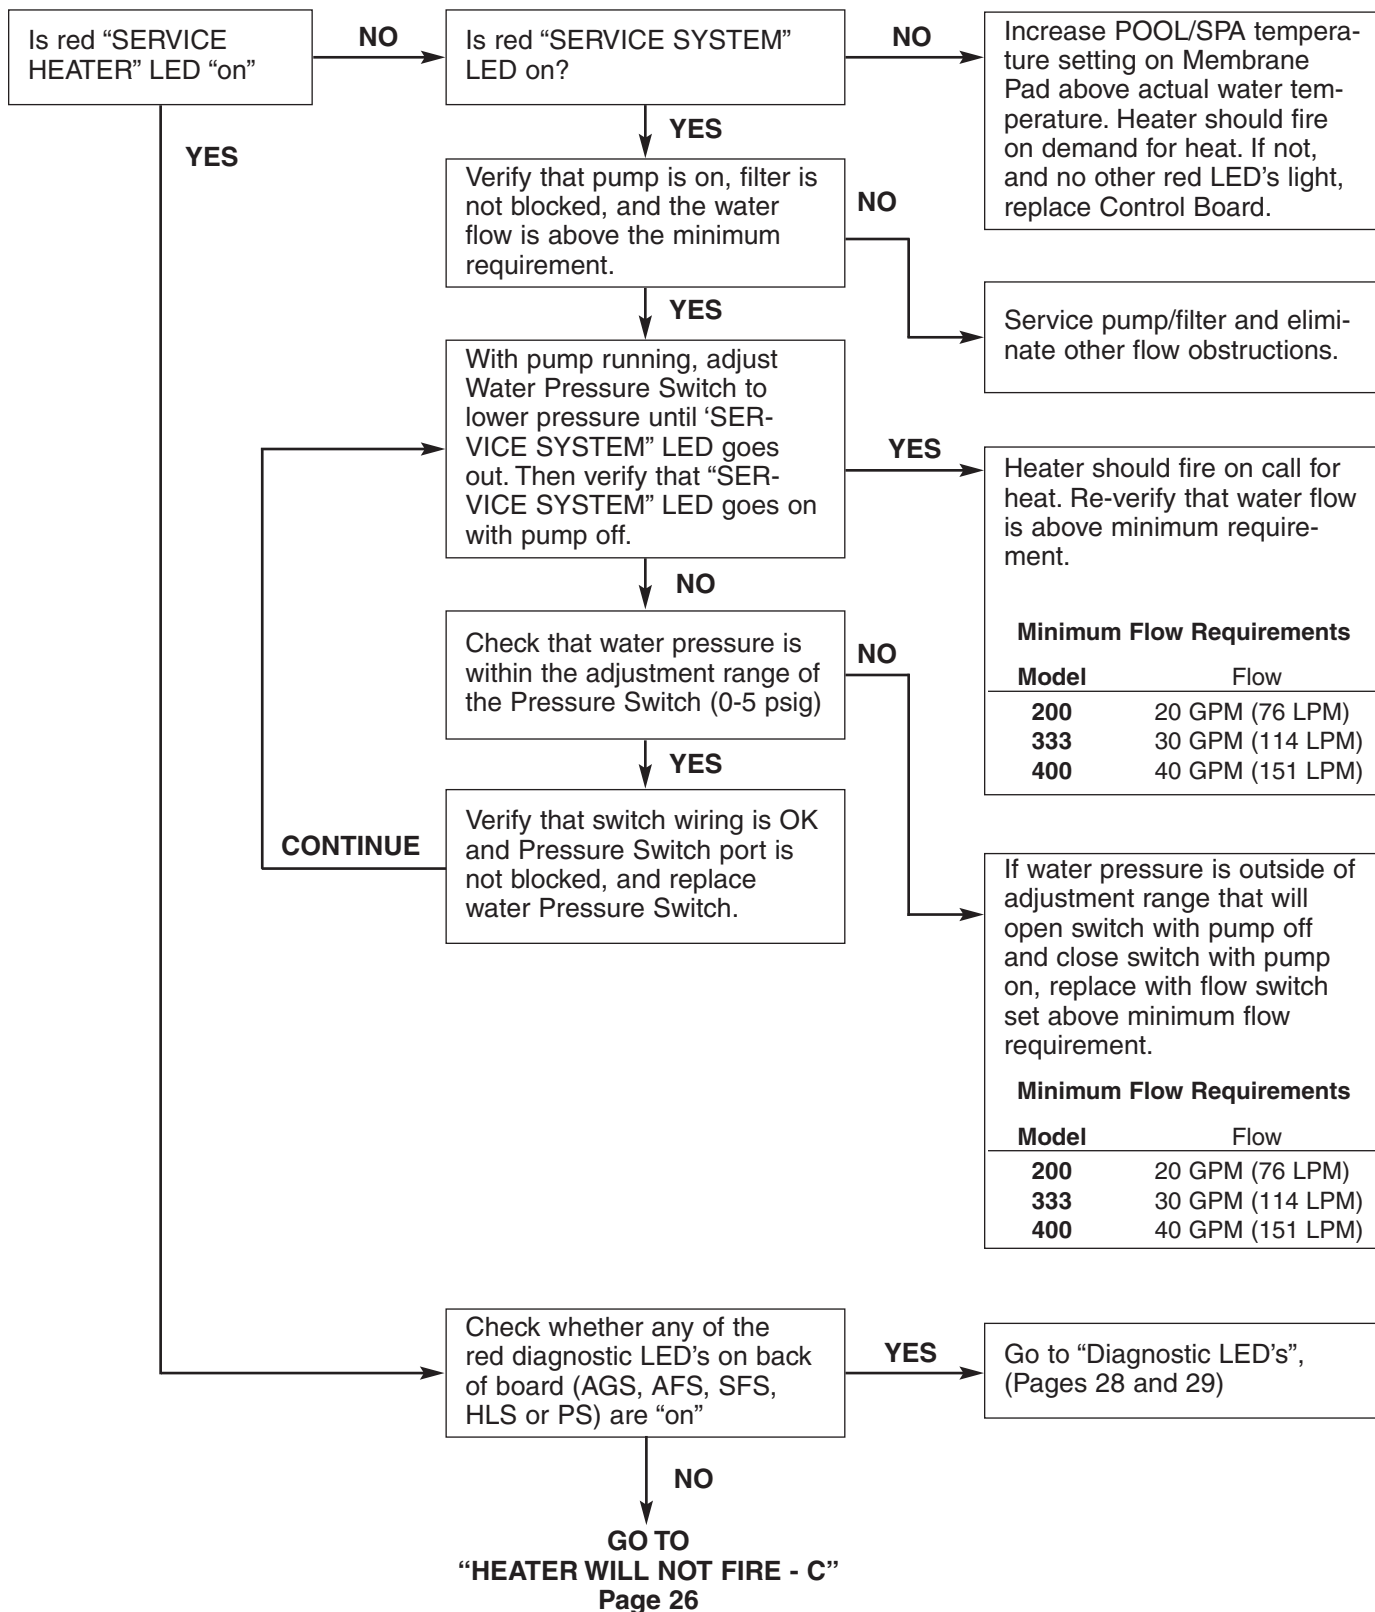 Is red “SERVICE
HEATER” LED “on”
NO
Is red “SERVICE SYSTEM”
LED on?
NO
Increase POOL/SPA tempera-
ture setting on Membrane
Pad above actual water tem-
perature. Heater should fire
on demand for heat. If not,
and no other red LED’s light,
replace Control Board.
YES
YES
Verify that pump is on, filter is
not blocked, and the water
flow is above the minimum
requirement.
NO
Service pump/filter and elimi-
nate other flow obstructions.
YES
With pump running, adjust
Water Pressure Switch to
lower pressure until ‘SER-
VICE SYSTEM” LED goes
out. Then verify that “SER-
VICE SYSTEM” LED goes on
with pump off.
YES
Heater should fire on call for
heat. Re-verify that water flow
is above minimum require-
ment.
Minimum Flow Requirements
Model Flow
200 20 GPM (76 LPM)
333 30 GPM (114 LPM)
400 40 GPM (151 LPM)
NO
Check that water pressure is
within the adjustment range of
the Pressure Switch (0-5 psig)
NO
YES
Verify that switch wiring is OK
and Pressure Switch port is
not blocked, and replace
water Pressure Switch.
CONTINUE
If water pressure is outside of
adjustment range that will
open switch with pump off
and close switch with pump
on, replace with flow switch
set above minimum flow
requirement.
Minimum Flow Requirements
Model Flow
200 20 GPM (76 LPM)
333 30 GPM (114 LPM)
400 40 GPM (151 LPM)
Check whether any of the
red diagnostic LED's on back
of board (AGS, AFS, SFS,
HLS or PS) are “on”
YES
Go to “Diagnostic LED’s”,
(Pages 28 and 29)
NO
GO TO
“HEATER WILL NOT FIRE - C”
Page 26